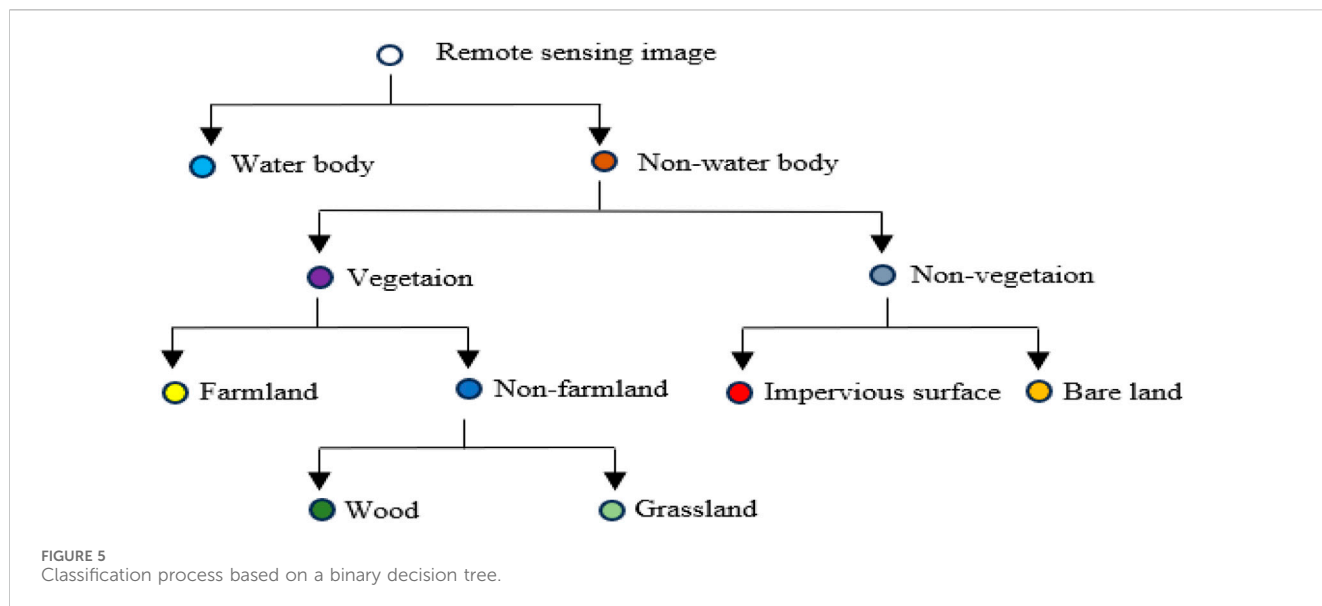 Remote sensing image
Water body
Non-water body
Vegetaion
Non-vegetaion
Farmland
Non-farmland
Impervious surface
Bare land
Wood
Grassland
FIGURE 5
Classification process based on a binary decision tree.